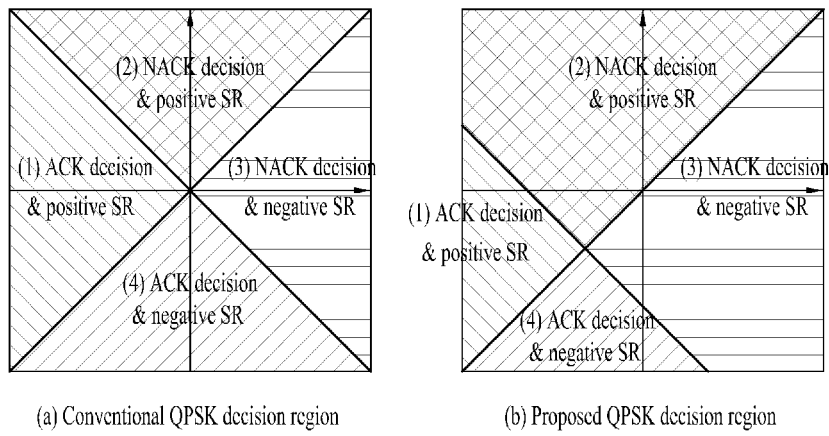 (2) NACK decision
& positive SR
(1) ACK decision
& positive SR
(3) NACK decision
& negative SR
(4) ACK decision
& negative SR
(a) Conventional QPSK decision region
(2) NACK decision
& positive SR
(3) NACK decision
& negative SR
(1) ACK decision
& positive SR
(4) ACK decision
& negative SR
(b) Proposed QPSK decision region